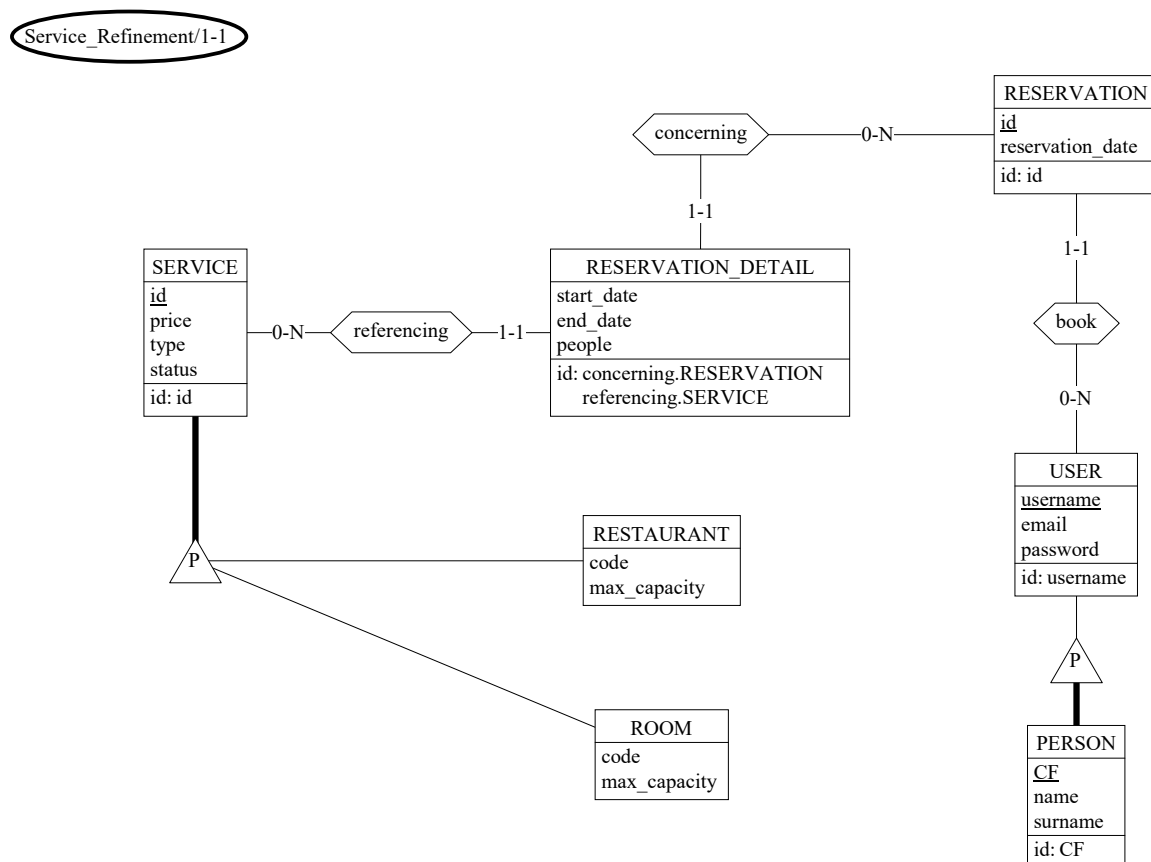 Service_Refinement/1-1
RESERVATION
id
reservation_date
id: id
concerning
0-N
1-1
1-1
SERVICE
id
price
type
status
id: id
0-N
referencing
1-1
RESERVATION_DETAIL
start_date
end_date
people
id: concerning.RESERVATION
referencing.SERVICE
book
0-N
USER
username
email
password
id: username
P
RESTAURANT
code
max_capacity
P
ROOM
code
max_capacity
PERSON
CF
name
surname
id: CF